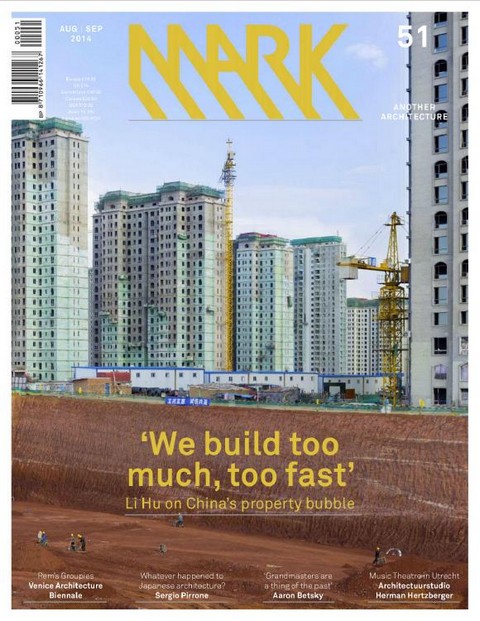 AUG | SEP
2014
MARK
51
ANOTHER
ARCHITECTURE
‘We build too
much, too fast’
Li Hu on China’s property bubble
Rem’s Groupies
Venice Architecture
Biennale
Whatever happened to
Japanese architecture?
Sergio Pirrone
‘Grandmasters are
a thing of the past’
Aaron Betsky
Music Theatre in Utrecht
Architectuurstudio
Herman Hertzberger